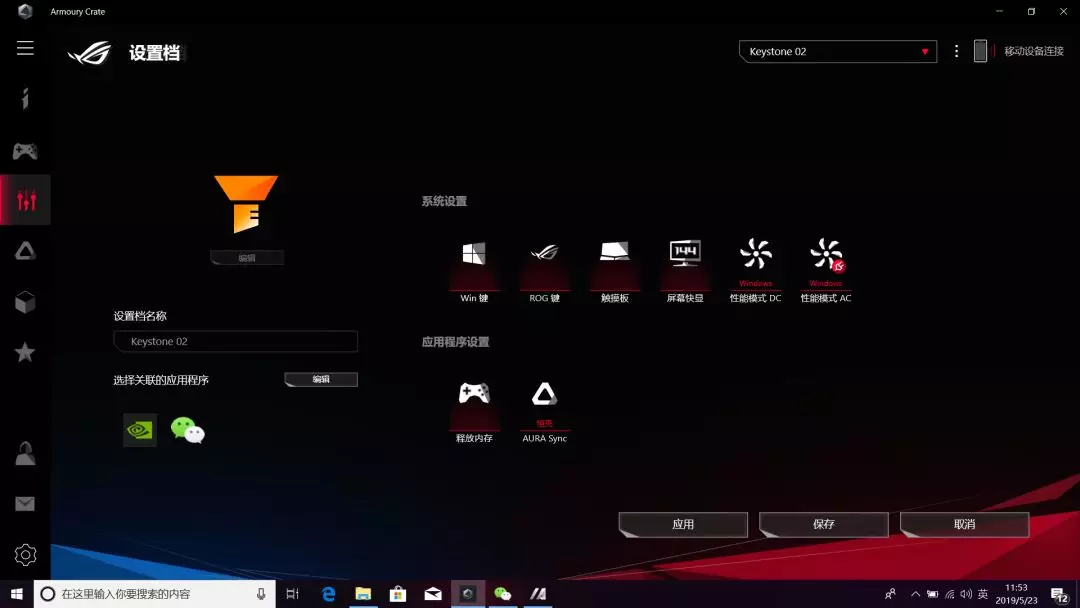 Armoury Crate
设置档
Keystone 02
移动设备连接
系统设置
编辑
144
Windows
Windows
Win 键
ROG 键
触摸板
屏幕快显
性能模式 DC
性能模式 AC
设置档名称
Keystone 02
应用程序设置
选择关联的应用程序
编辑
释放内存
AURA Sync
应用
保存
取消
在这里输入你要搜索的内容
英
11:53
2019/5/23
12